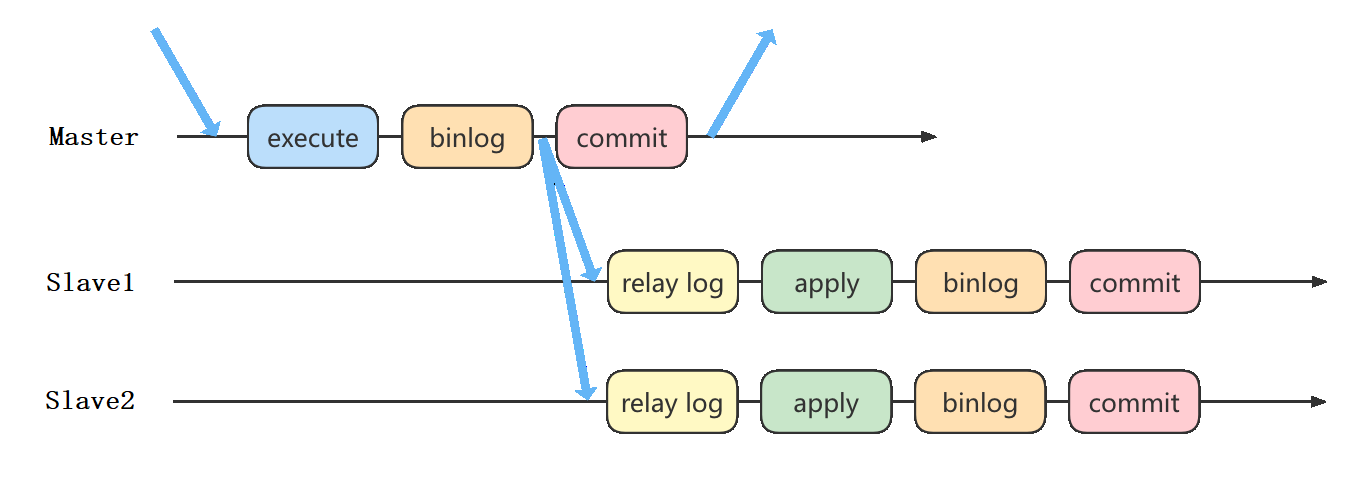 Master execute binlog commit
Slave1 relay log apply binlog commit
Slave2 relay log apply binlog commit